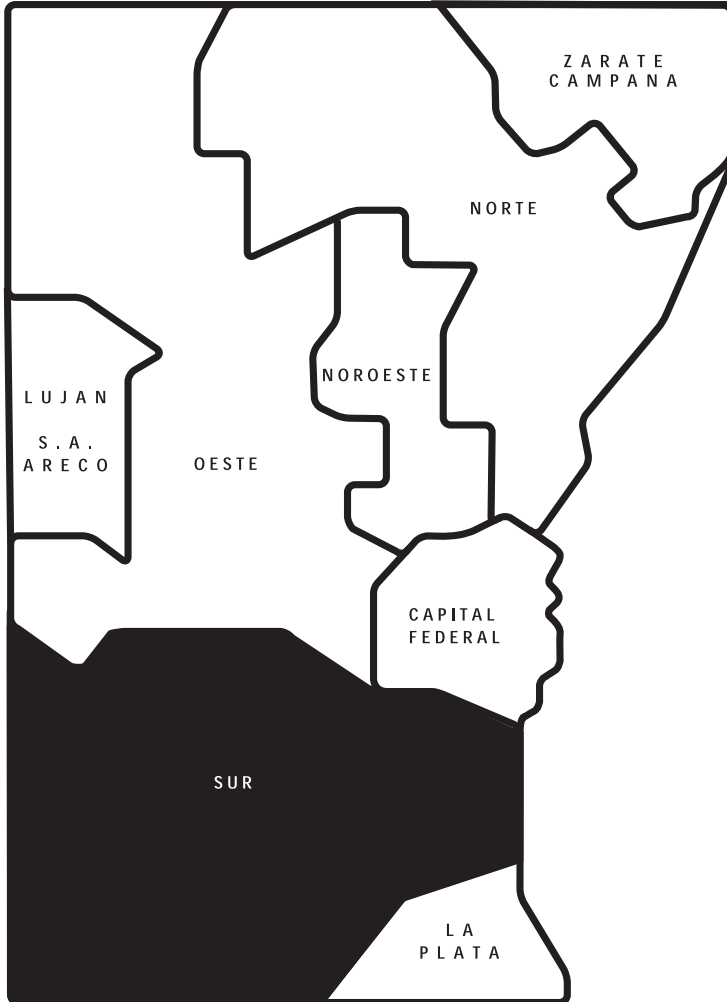 ZARATE
CAMPANA
NORTE
NOROESTE
LUJAN
S.A.
ARECO
OESTE
CAPITAL
FEDERAL
SUR
LA
PLATA